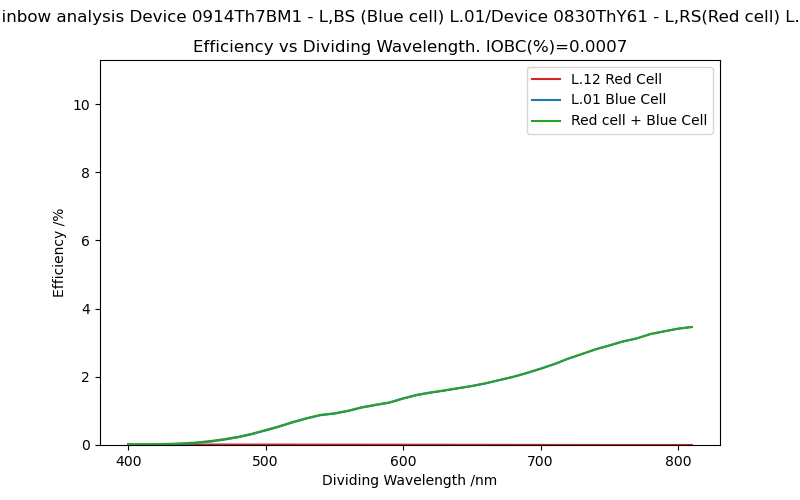 inbow analysis Device 0914Th7BM1 - L,BS (Blue cell) L.01/Device 0830ThY61 - L,RS(Red cell) L.
Efficiency vs Dividing Wavelength. IOBC(%)=0.0007
L.12 Red Cell
L.01 Blue Cell
Red cell + Blue Cell
10
8
6
4
2
0
Efficiency /%
400 500 600 700 800
Dividing Wavelength /nm